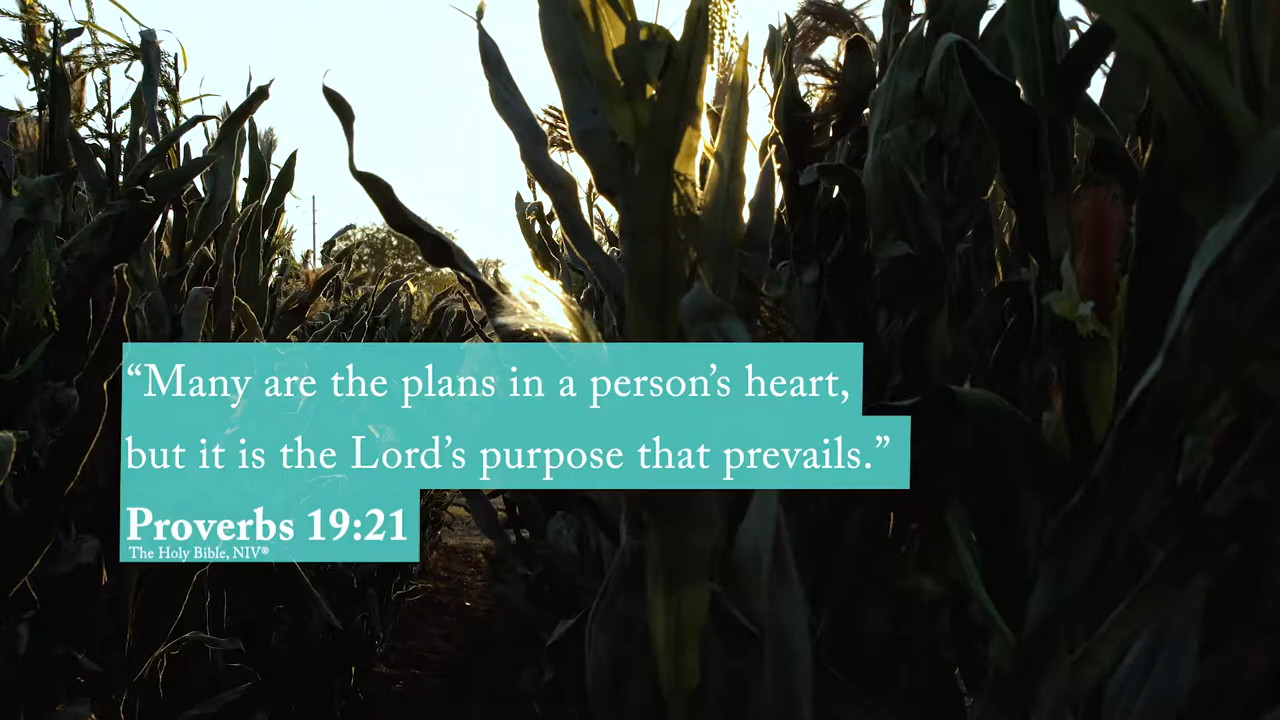 “Many are the plans in a person’s heart,
but it is the Lord’s purpose that prevails.”
Proverbs 19:21
The Holy Bible, NIV®